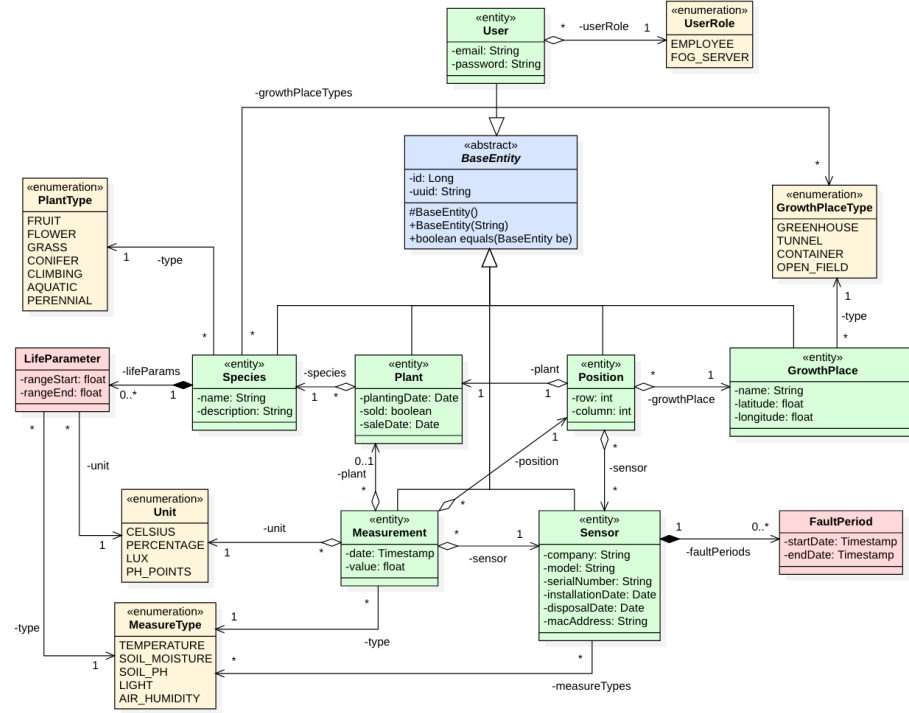 «entity»
User
-email: String
-password: String
*
-userRole
1
«enumeration»
UserRole
EMPLOYEE
FOG_SERVER
-growthPlaceTypes
*
*
«abstract»
BaseEntity
-id: Long
-uuid: String
#BaseEntity()
+BaseEntity(String)
+boolean equals(BaseEntity be)
«enumeration»
PlantType
FRUIT
FLOWER
GRASS
CONIFER
CLIMBING
AQUATIC
PERENNIAL
1
-type
*
«enumeration»
GrowthPlaceType
GREENHOUSE
TUNNEL
CONTAINER
OPEN_FIELD
1
-type
*
LifeParameter
-rangeStart: float
-rangeEnd: float
-lifeParams
0..*
1
«entity»
Species
-name: String
-description: String
-species
1
*
«entity»
Plant
-plantingDate: Date
-sold: boolean
-saleDate: Date
-plant
1
1
«entity»
Position
-row: int
-column: int
*
1
-growthPlace
«entity»
GrowthPlace
-name: String
-latitude: float
-longitude: float
*
*
-unit
1
0..1
-plant
*
1
-position
*
*
-sensor
*
«enumeration»
Unit
CELSIUS
PERCENTAGE
LUX
PH_POINTS
-unit
1
*
«entity»
Measurement
-date: Timestamp
-value: float
*
1
-sensor
«entity»
Sensor
-company: String
-model: String
-serialNumber: String
-installationDate: Date
-disposalDate: Date
-macAddress: String
1
0..*
-faultPeriods
FaultPeriod
-startDate: Timestamp
-endDate: Timestamp
-type
1
«enumeration»
MeasureType
TEMPERATURE
SOIL_MOISTURE
SOIL_PH
LIGHT
AIR_HUMIDITY
*
1
-type
*
*
-measureTypes